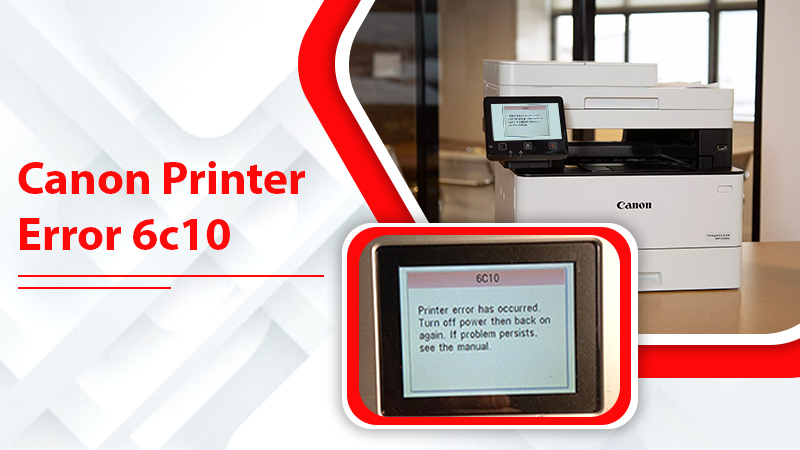 Canon Printer
Error 6c10
Canon
6C10
Printer error has occurred.
Turn off power then back on
again. If problem persists,
see the manual.